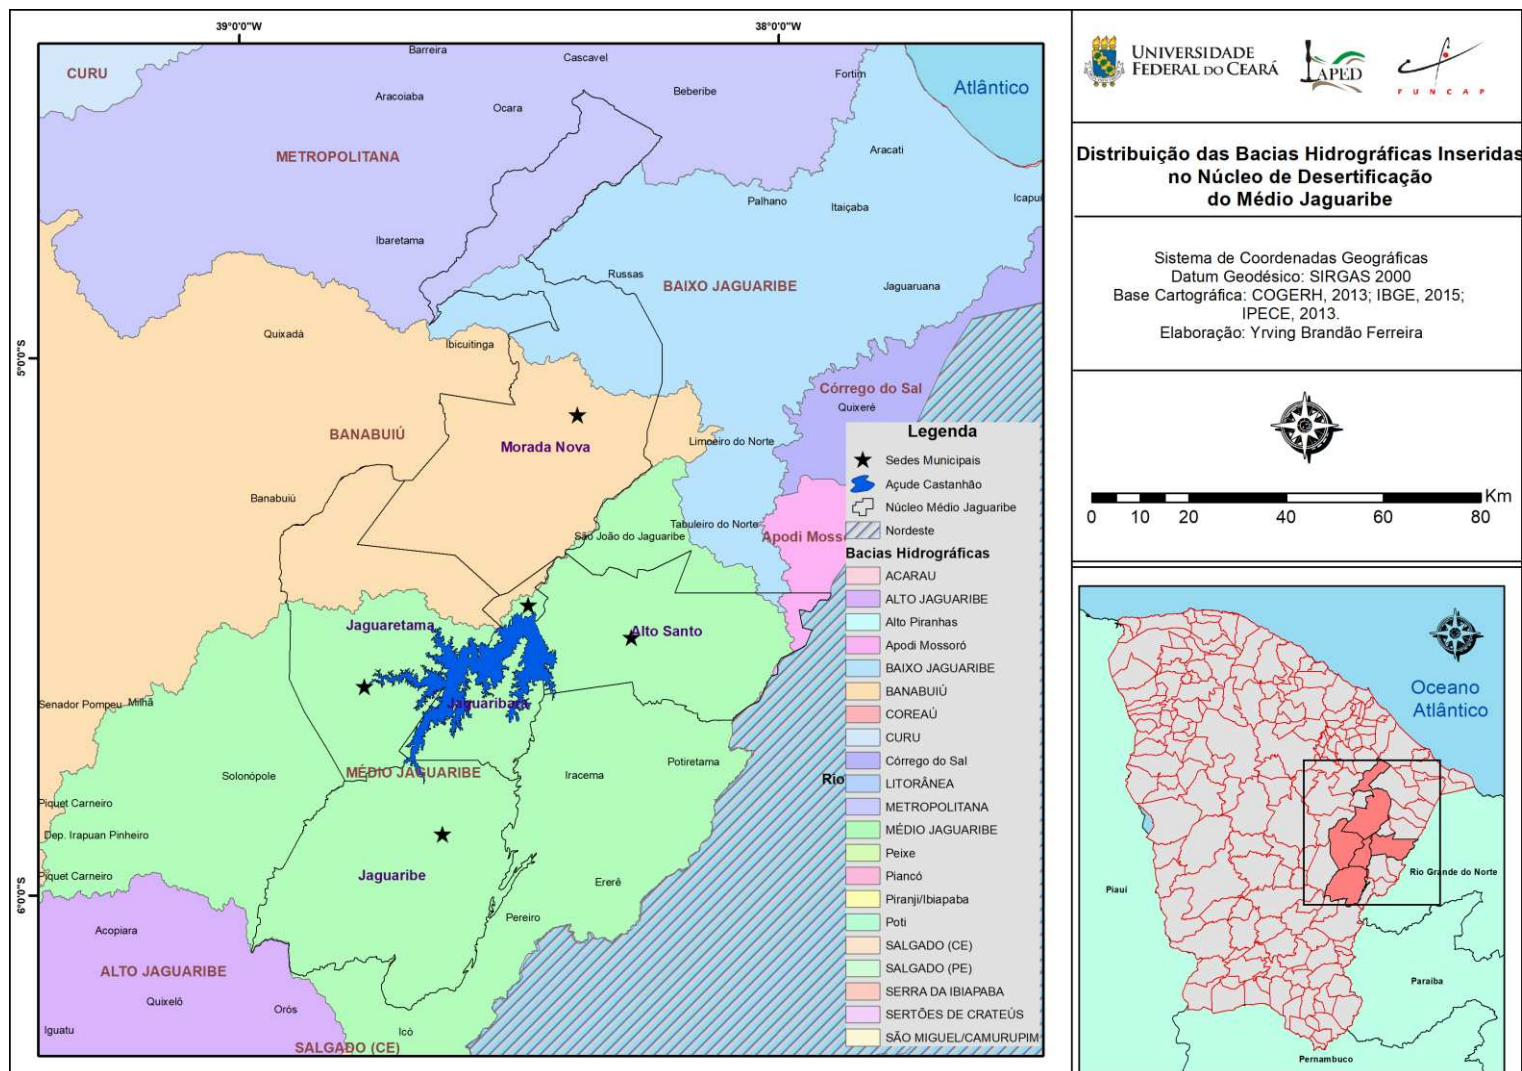 39°0'0"W
38°0'0"W
CURU
Barreira
Cascavel
Fortim
Atlântico
Aracoiaba
Ocara
Beberibe
METROPOLITANA
Aracati
Palhano
Itaiçaba
Icapuí
Ibaretama
Russas
BAIXO JAGUARIBE
Jaguaruana
Quixadá
Ibicuitinga
5°0'0"S
Córrego do Sal
Quixeré
BANABUIÚ
Morada Nova
Limoeiro do Norte
Banabuiú
Tabuleiro do Norte
São João do Jaguaribe
Apodi Mosso
Jaguaretama
Alto Santo
Senador Pompeu
Milhã
Jaguaribara
Solonópole
MÉDIO JAGUARIBE
Iracema
Potiretama
Rio
Piquet Carneiro
Dep. Irapuan Pinheiro
Piquet Carneiro
Jaguaribe
Ererê
6°0'0"S
Pereiro
Acopiara
ALTO JAGUARIBE
Quixelô
Orós
Iguatu
Icó
SALGADO (CE)
Legenda
Sedes Municipais
Açude Castanhão
Núcleo Médio Jaguaribe
Nordeste
Bacias Hidrográficas
ACARAU
ALTO JAGUARIBE
Alto Piranhas
Apodi Mossoró
BAIXO JAGUARIBE
BANABUIÚ
COREAÚ
CURU
Córrego do Sal
LITORÂNEA
METROPOLITANA
MÉDIO JAGUARIBE
Peixe
Piancó
Piranji/Ibiapaba
Poti
SALGADO (CE)
SALGADO (PE)
SERRA DA IBIAPABA
SERTÕES DE CRATEÚS
SÃO MIGUEL/CAMURUPIM
UNIVERSIDADE
FEDERAL DO CEARÁ
LAPED
FUNCAP
Distribuição das Bacias Hidrográficas Inseridas
no Núcleo de Desertificação
do Médio Jaguaribe
Sistema de Coordenadas Geográficas
Datum Geodésico: SIRGAS 2000
Base Cartográfica: COGERH, 2013; IBGE, 2015;
IPECE, 2013.
Elaboração: Yrving Brandão Ferreira
Km
0 10 20 40 60 80
Oceano
Atlântico
Piauí
Rio Grande do Norte
Paraíba
Pernambuco